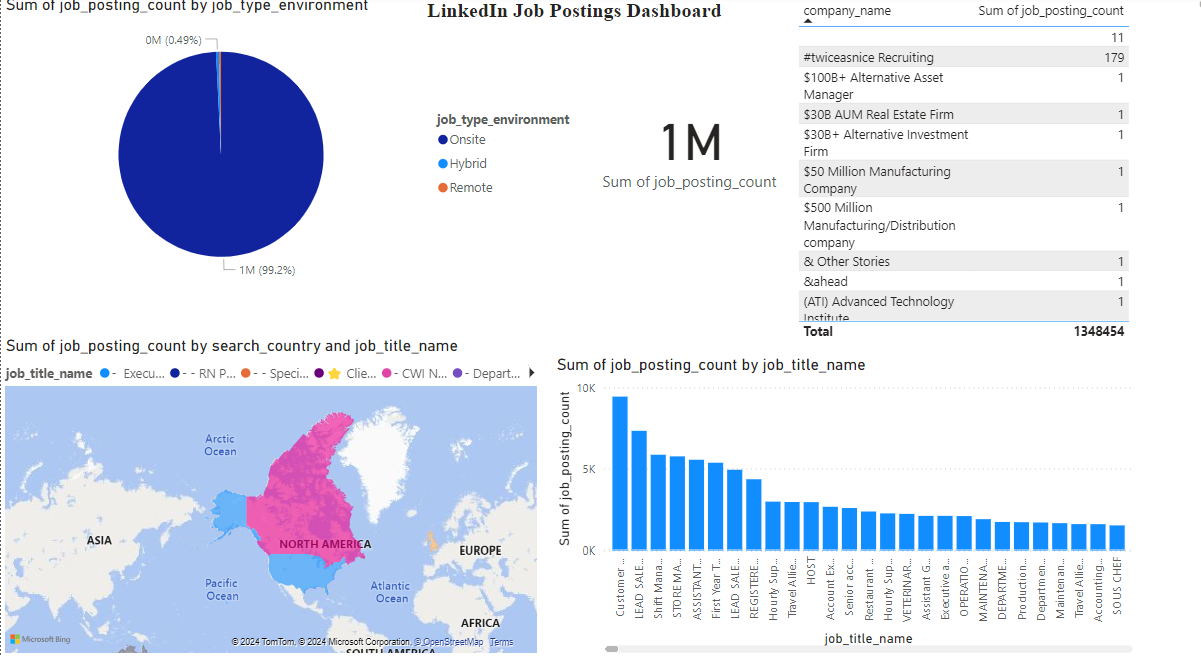 Sum of job_posting_count by job_type_environment
0M (0.49%)
1M (99.2%)
LinkedIn Job Postings Dashboard
job_type_environment
Onsite
Hybrid
Remote
1M
Sum of job_posting_count
company_name Sum of job_posting_count
11
#twiceasnice Recruiting 179
$100B+ Alternative Asset 1
Manager
$30B AUM Real Estate Firm 1
$30B+ Alternative Investment 1
Firm
$50 Million Manufacturing 1
Company
$500 Million 1
Manufacturing/Distribution
company
& Other Stories 1
&ahead 1
(ATI) Advanced Technology 1
Institute
Total 1348454
Sum of job_posting_count by search_country and job_title_name
job_title_name - Execu... - - RN P... - - Speci... ⭐ Clie... - CWI N... - Depart...
Arctic
Ocean
ASIA
NORTH AMERICA
EUROPE
Pacific
Ocean
Atlantic
Ocean
AFRICA
Microsoft Bing
© 2024 TomTom, © 2024 Microsoft Corporation, © OpenStreetMap Terms
SOUTH AMERICA
Sum of job_posting_count by job_title_name
Sum of job_posting_count
10K
5K
0K
Customer ...
LEAD SALE...
Shift Mana...
STORE MA...
ASSISTANT...
First Year T...
LEAD SALE...
REGISTERE...
Hourly Sup...
Travel Allie...
HOST
Account Ex...
Senior acc...
Restaurant ...
Hourly Sup...
VETERINAR...
Assistant G...
Executive a...
OPERATIO...
MAINTENA...
DEPARTME...
Production...
Departmen...
Maintenan...
Travel Allie...
Accounting...
SOUS CHEF
job_title_name